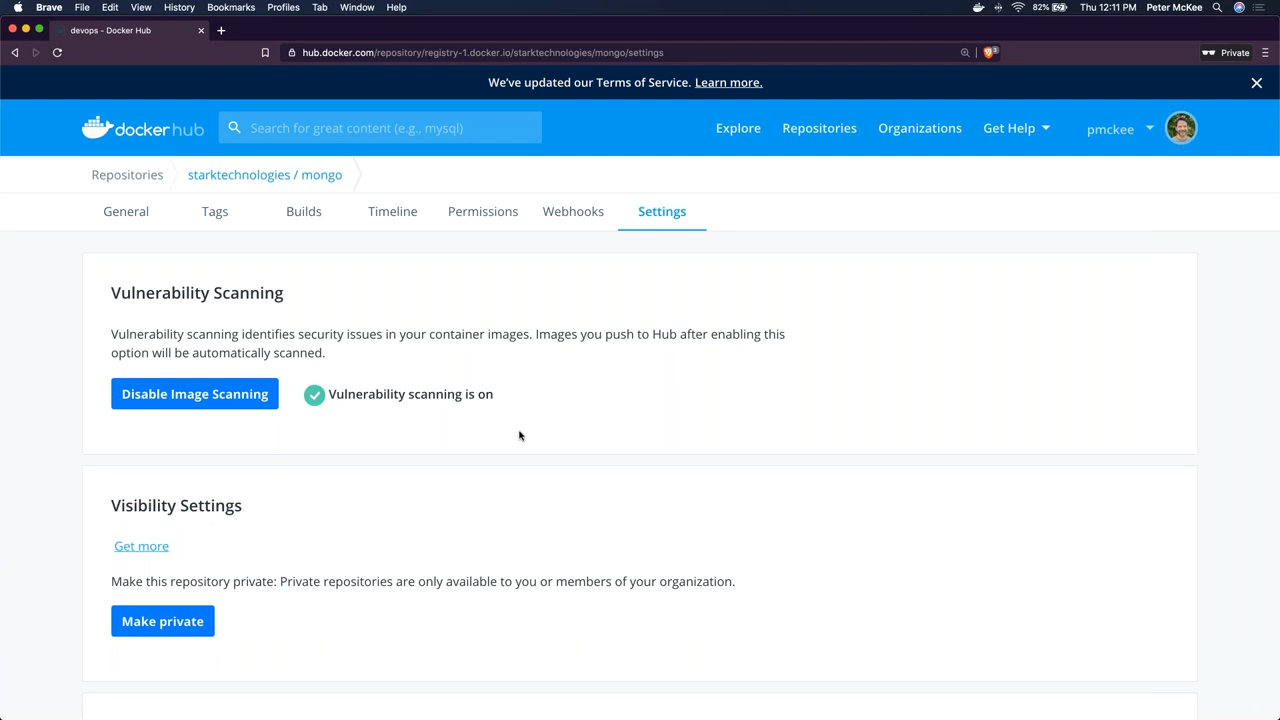 Brave File Edit View History Bookmarks Profiles Tab Window Help 82% Thu 12:11 PM Peter McKee
devops - Docker Hub
hub.docker.com/repository/registry-1.docker.io/starktechnologies/mongo/settings 3 Private
We've updated our Terms of Service. Learn more.
dockerhub Search for great content (e.g., mysql) Explore Repositories Organizations Get Help pmckee
Repositories starktechnologies / mongo
General Tags Builds Timeline Permissions Webhooks Settings
Vulnerability Scanning
Vulnerability scanning identifies security issues in your container images. Images you push to Hub after enabling this
option will be automatically scanned.
Disable Image Scanning Vulnerability scanning is on
Visibility Settings
Get more
Make this repository private: Private repositories are only available to you or members of your organization.
Make private